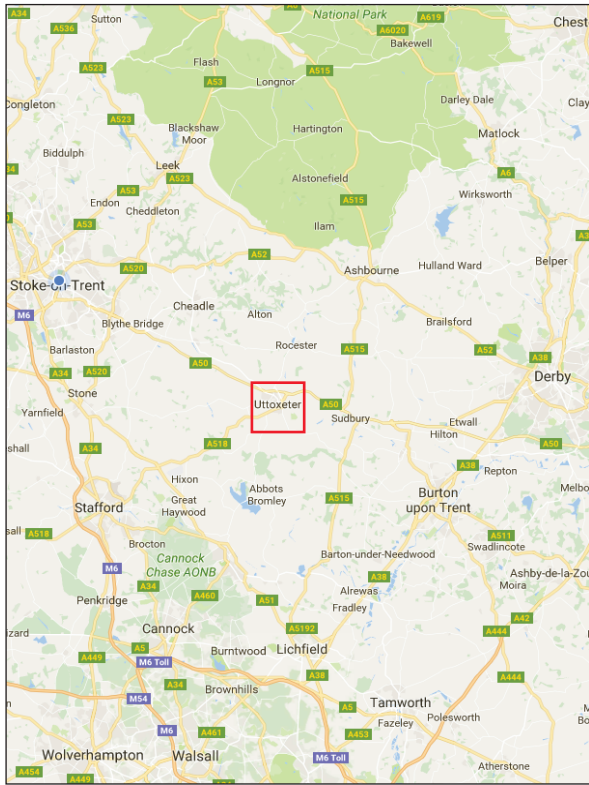 A34
Sutton
National Park
A6
A619
Chest
A536
A6020
Bakewell
A523
Flash
A515
A53
Longnor
Congleton
Darley Dale
Clay
A523
Blackshaw
Moor
Hartington
Matlock
Biddulph
Leek
A34
A523
Alstonefield
A6
A53
A515
Wirksworth
Endon
Cheddleton
A53
Ilam
A52
A520
Ashbourne
Hulland Ward
Belper
Stoke-on-Trent
Cheadle
Alton
M6
Blythe Bridge
Brailsford
Rocester
A515
A52
Barlaston
A50
A38
A34
A520
Derby
Stone
Uttoxeter
A50
Yarnfield
Sudbury
Etwall
Hilton
A50
A518
A34
A38
Repton
Hixon
Abbots
Bromley
Melbo
Great
Haywood
A515
Burton
upon Trent
Stafford
A518
A511
Brocton
Swadlincote
Cannock
Chase AONB
Barton-under-Needwood
M6
A38
Ashby-de-la-Zou
A34
Moira
A460
Alrewas
Penkridge
A51
Fradley
A42
Cannock
A5192
A444
A5
Burntwood
Lichfield
A449
M6 Toll
A38
A444
A34
Brownhills
M54
Tamworth
A5
Polesworth
Fazeley
M6
A461
A453
Wolverhampton
Walsall
M6 Toll
Atherstone
A454
A449